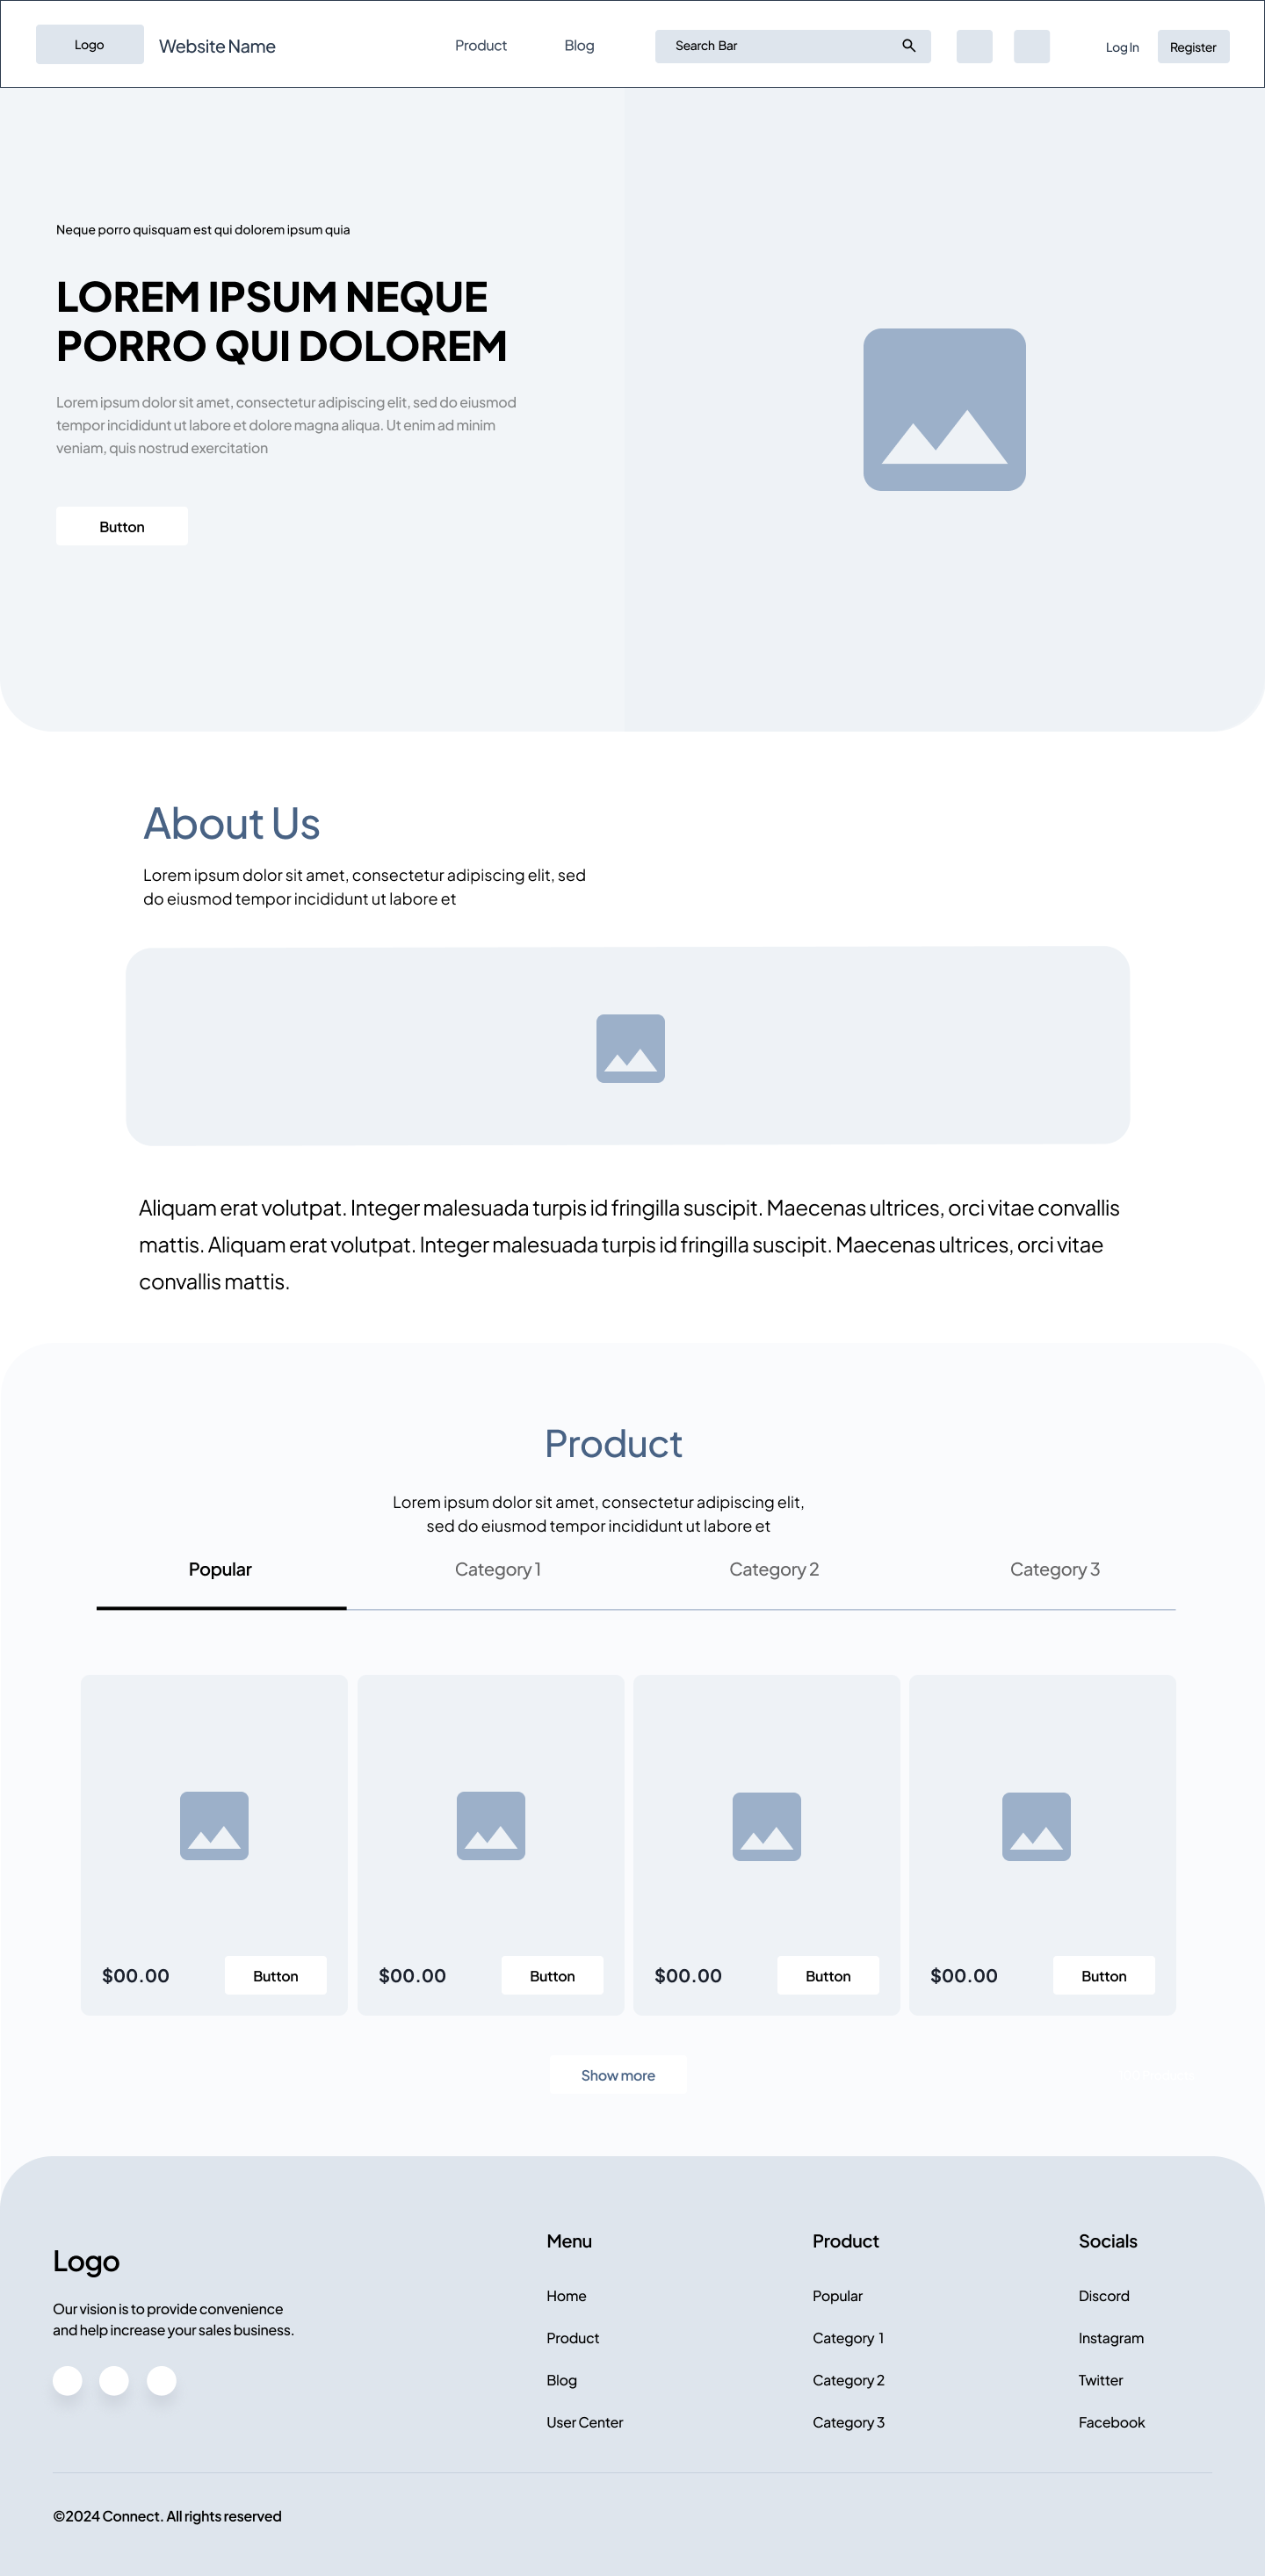 Logo
Website Name
Product
Blog
Search Bar
Log In
Register
Neque porro quisquam est qui dolorem ipsum quia
LOREM IPSUM NEQUE
PORRO QUI DOLOREM
Lorem ipsum dolor sit amet, consectetur adipiscing elit, sed do eiusmod
tempor incididunt ut labore et dolore magna aliqua. Ut enim ad minim
veniam, quis nostrud exercitation
Button
About Us
Lorem ipsum dolor sit amet, consectetur adipiscing elit, sed
do eiusmod tempor incididunt ut labore et
Aliquam erat volutpat. Integer malesuada turpis id fringilla suscipit. Maecenas ultrices, orci vitae convallis
mattis. Aliquam erat volutpat. Integer malesuada turpis id fringilla suscipit. Maecenas ultrices, orci vitae
convallis mattis.
Product
Lorem ipsum dolor sit amet, consectetur adipiscing elit,
sed do eiusmod tempor incididunt ut labore et
Popular
Category 1
Category 2
Category 3
$00.00
Button
$00.00
Button
$00.00
Button
$00.00
Button
Show more
Logo
Our vision is to provide convenience
and help increase your sales business.
Menu
Home
Product
Blog
User Center
Product
Popular
Category 1
Category 2
Category 3
Socials
Discord
Instagram
Twitter
Facebook
©2024 Connect. All rights reserved